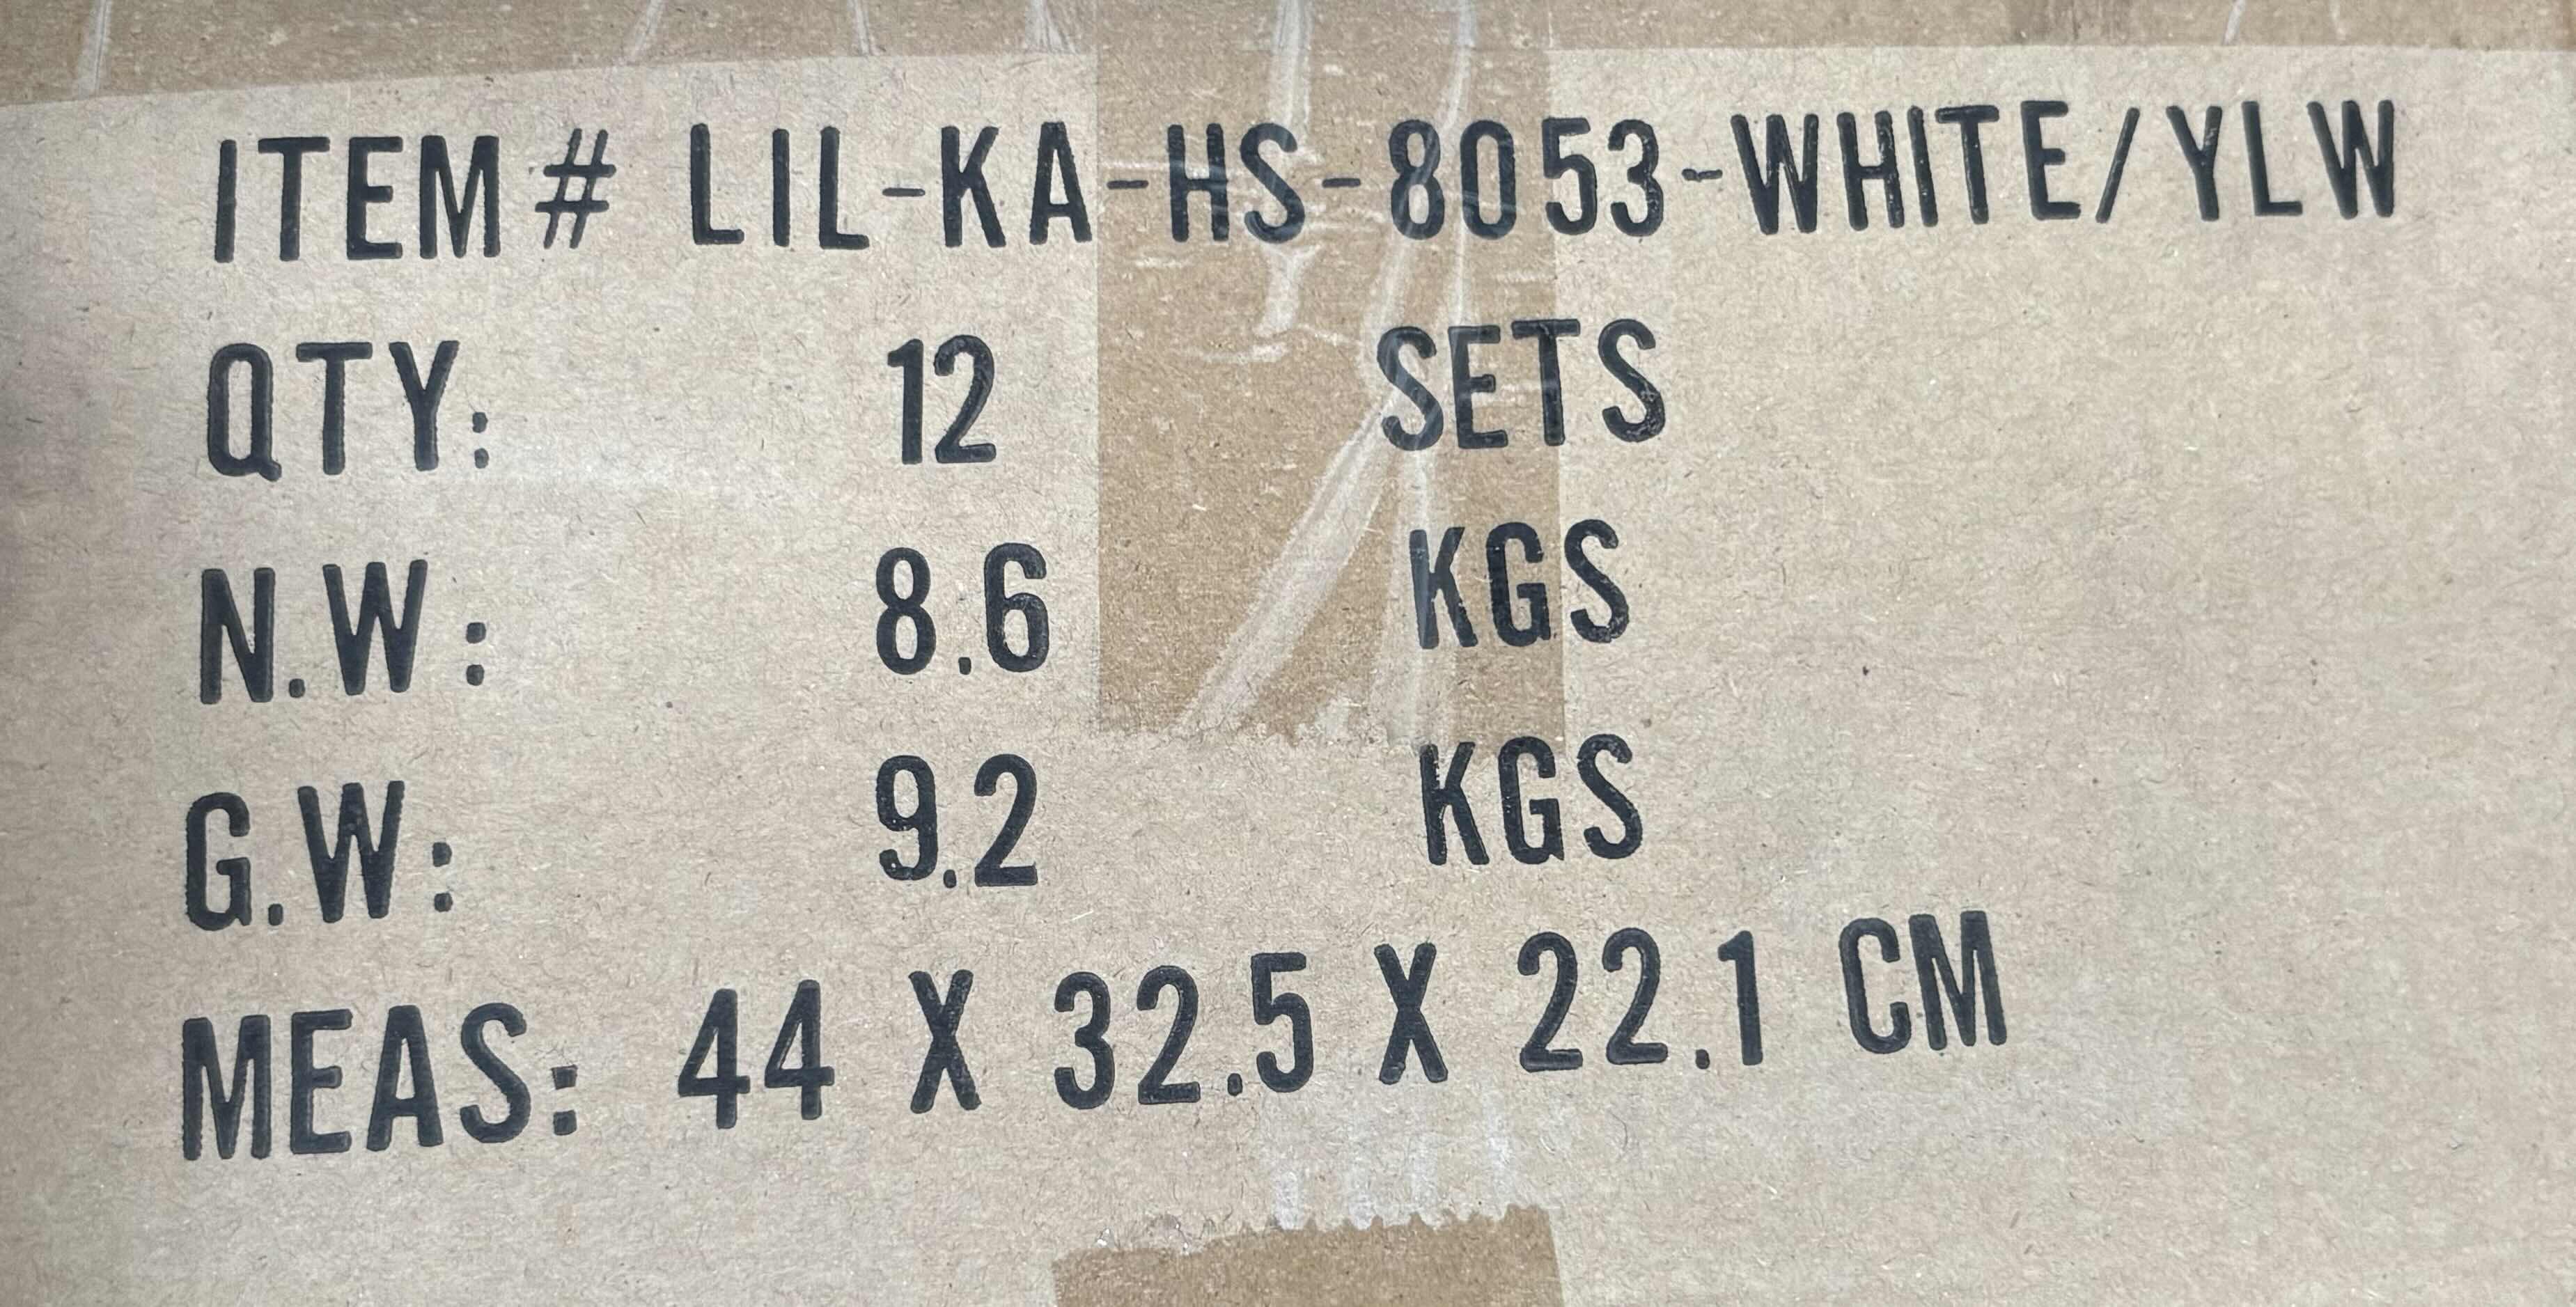 ITEM# LIL-KA-HS-8053-WHITE/YLW
QTY: 12 SETS
N.W: 8.6 KGS
G.W: 9.2 KGS
MEAS: 44 X 32.5 X 22.1 CM